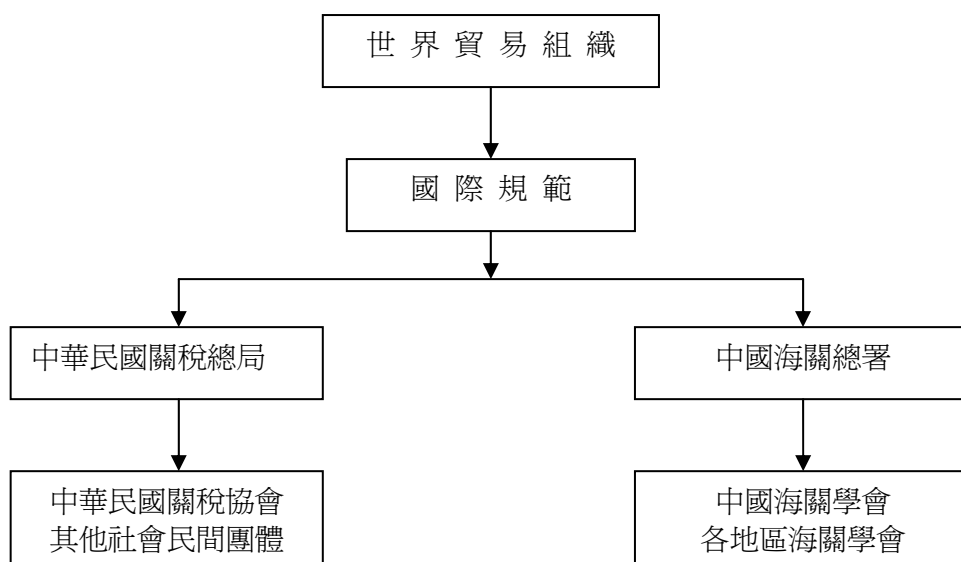 世界貿易組織
國際規範
中華民國關稅總局
中國海關總署
中華民國關稅協會
其他社會民間團體
中國海關學會
各地區海關學會